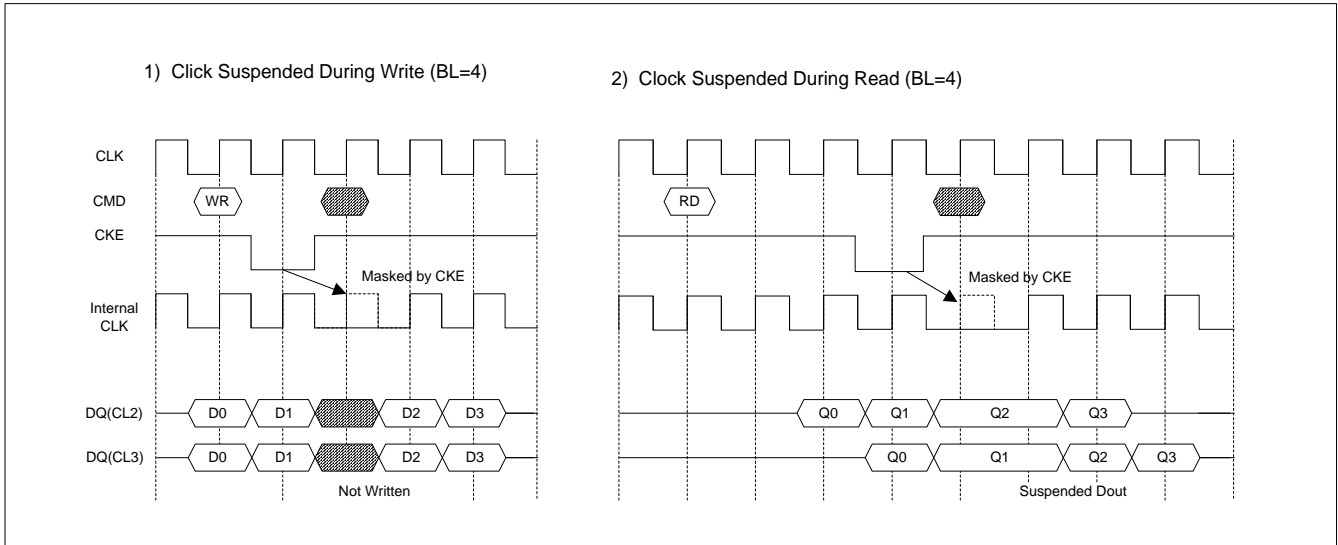 1) Click Suspended During Write (BL=4)
2) Clock Suspended During Read (BL=4)
CLK
CMD
WR
RD
CKE
Masked by CKE
Masked by CKE
Internal
CLK
DQ(CL2)
D0 D1 D2 D3
Q0 Q1 Q2 Q3
DQ(CL3)
D0 D1 D2 D3
Q0 Q1 Q2 Q3
Not Written
Suspended Dout